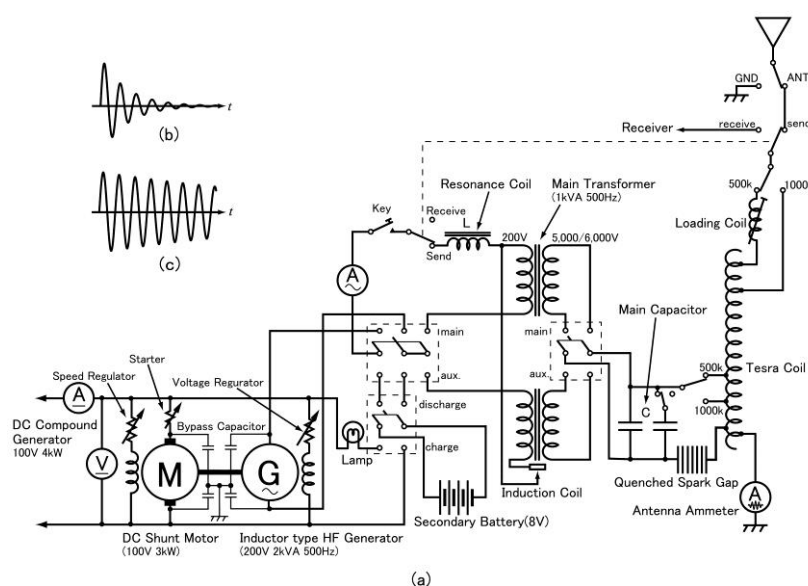 GND
ANT
Receiver
receive
send
t
(b)
500k
1000k
Loading Coil
Key
Receive
Send
Resonance Coil
L
Main Transformer
(1kVA 500Hz)
200V
5,000/6,000V
t
(c)
A
main
aux.
main
aux.
Main Capacitor
500k
1000k
C
Tesra Coil
Speed Regulator
Starter
Voltage Regurator
A
DC Compound
Generator
100V 4kW
V
Bypass Capacitor
M
G
Lamp
discharge
charge
Induction Coil
Secondary Battery(8V)
Quenched Spark Gap
A
Antenna Ammeter
DC Shunt Motor
(100V 3kW)
Inductor type HF Generator
(200V 2kVA 500Hz)
(a)